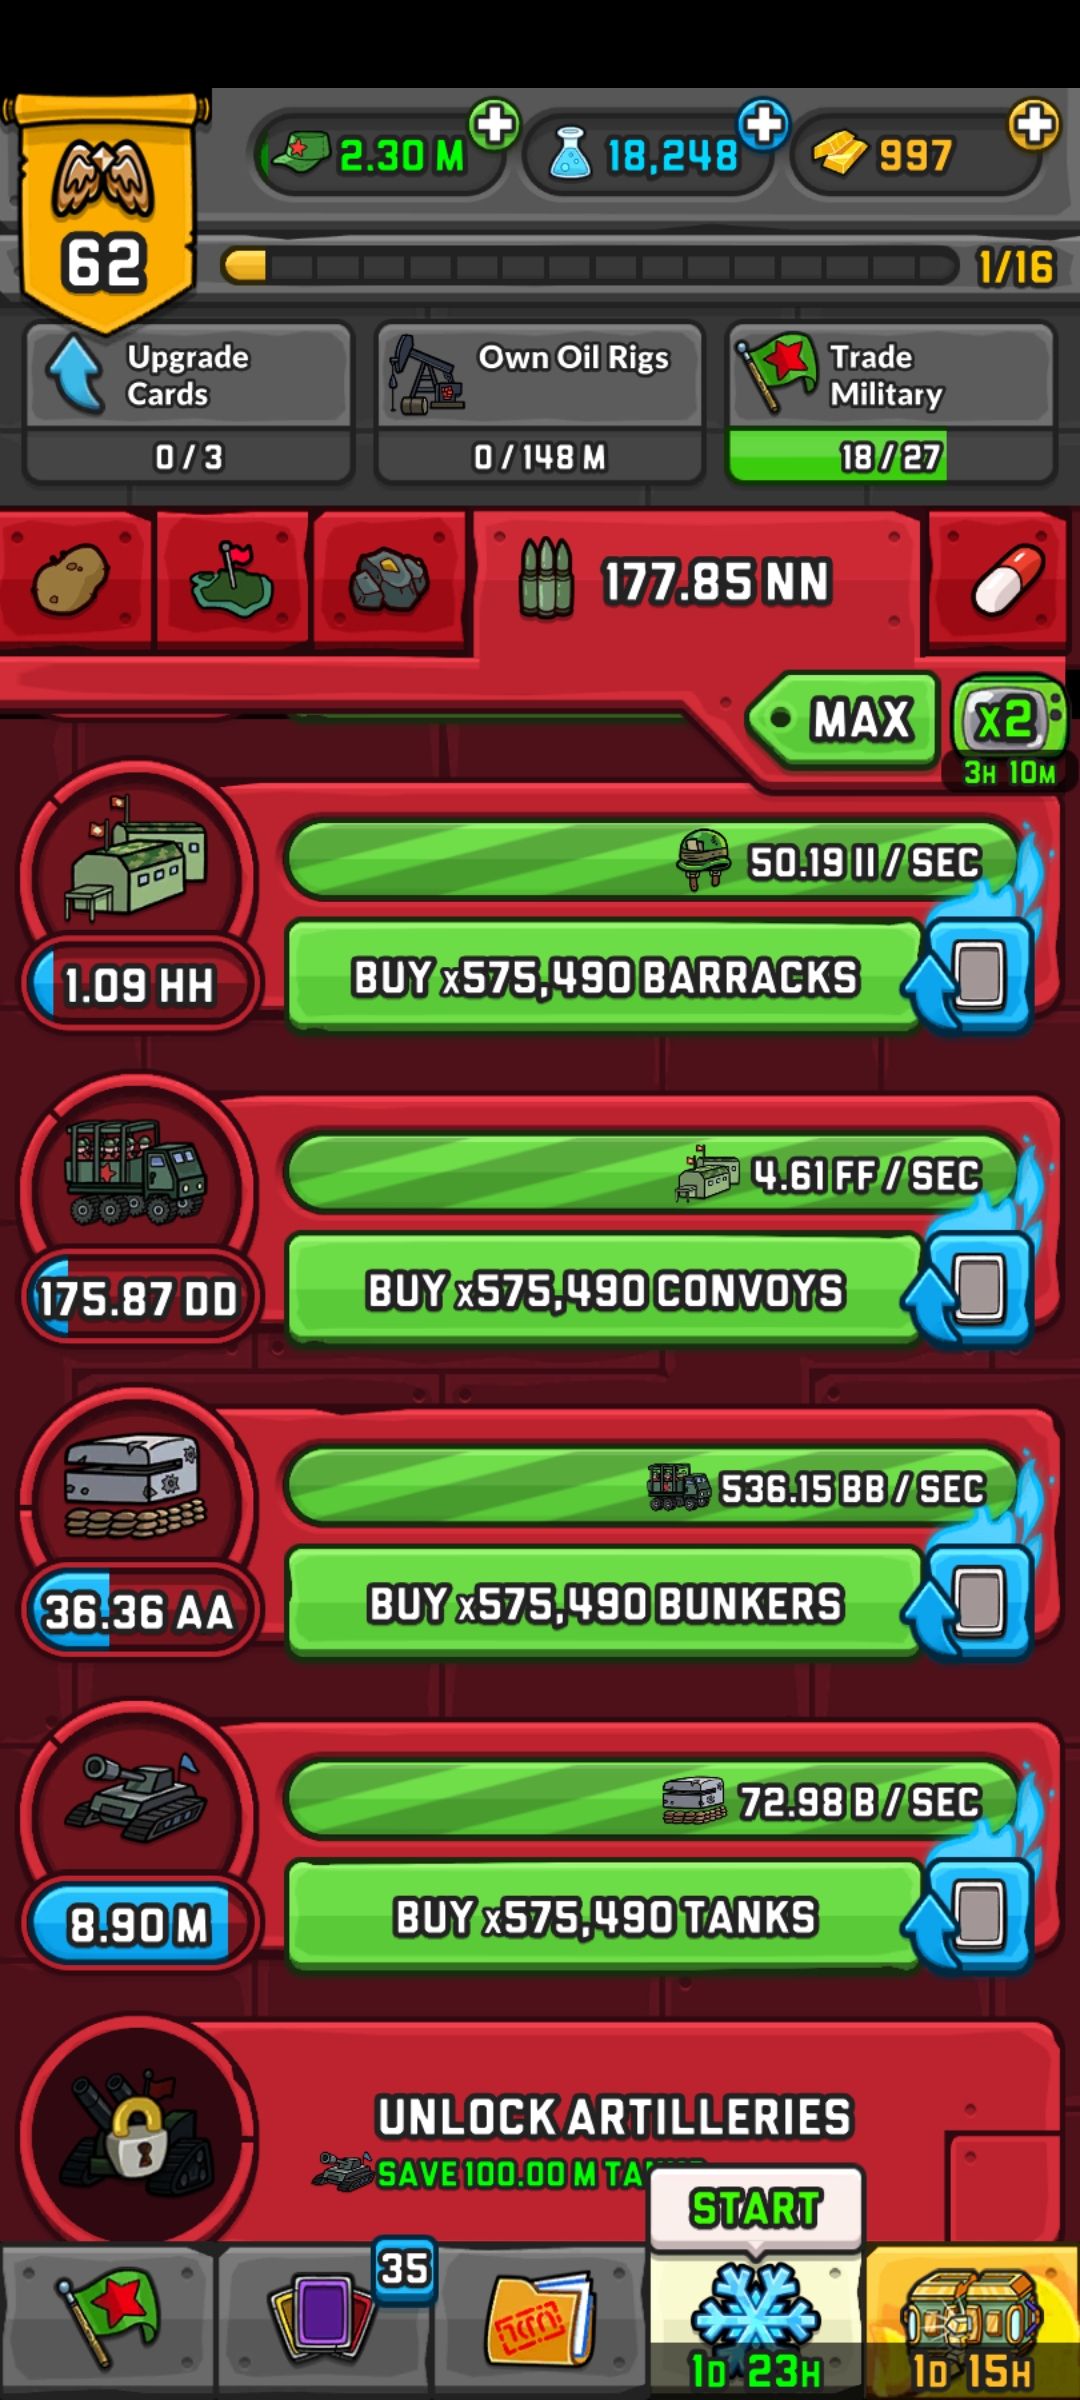 2.30 M
18,248
997
62
1/16
Upgrade Cards
0 / 3
Own Oil Rigs
0 / 148 M
Trade Military
18 / 27
177.85 NN
MAX
x2
3H 10M
50.19 II / SEC
1.09 HH
BUY x575,490 BARRACKS
4.61 FF / SEC
175.87 DD
BUY x575,490 CONVOYS
536.15 BB / SEC
36.36 AA
BUY x575,490 BUNKERS
72.98 B / SEC
8.90 M
BUY x575,490 TANKS
UNLOCK ARTILLERIES
SAVE 100.00 M
START
35
1D 23H
1D 15H